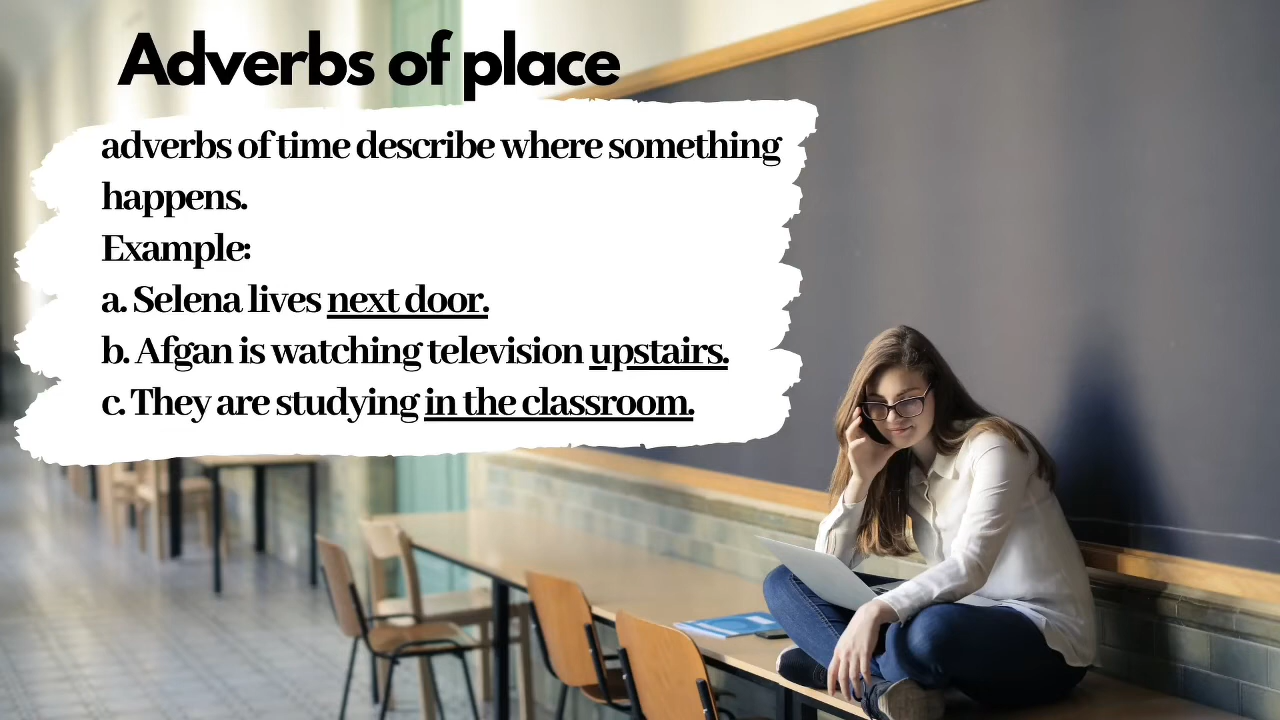 Adverbs of place
adverbs of time describe where something
happens.
Example:
a. Selena lives next door.
b. Afgan is watching television upstairs.
c. They are studying in the classroom.